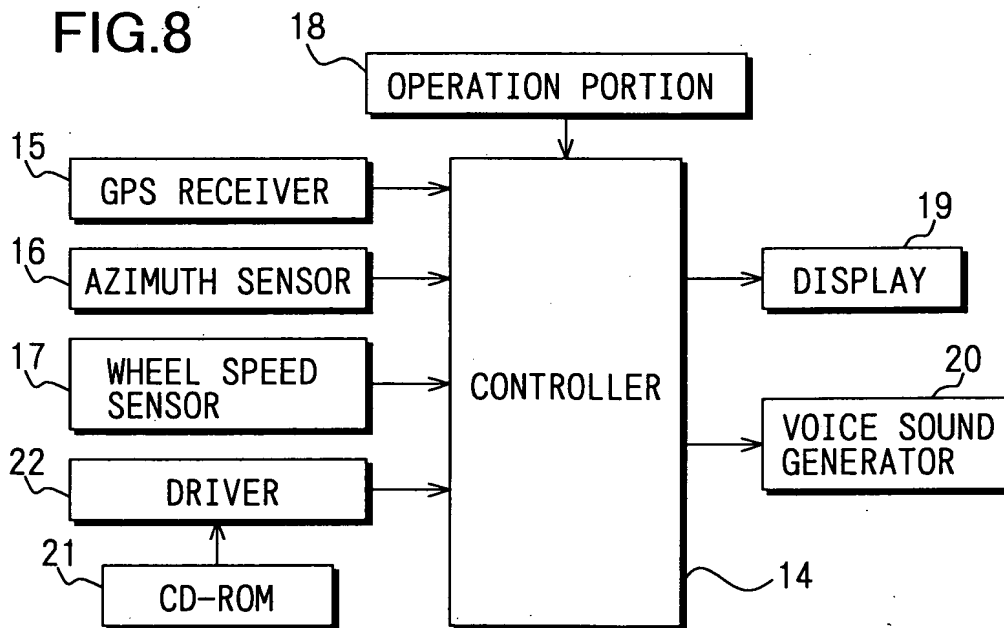 FIG.8
18
OPERATION PORTION
15
GPS RECEIVER
16
AZIMUTH SENSOR
17
WHEEL SPEED
SENSOR
22
DRIVER
21
CD-ROM
CONTROLLER
14
19
DISPLAY
20
VOICE SOUND
GENERATOR